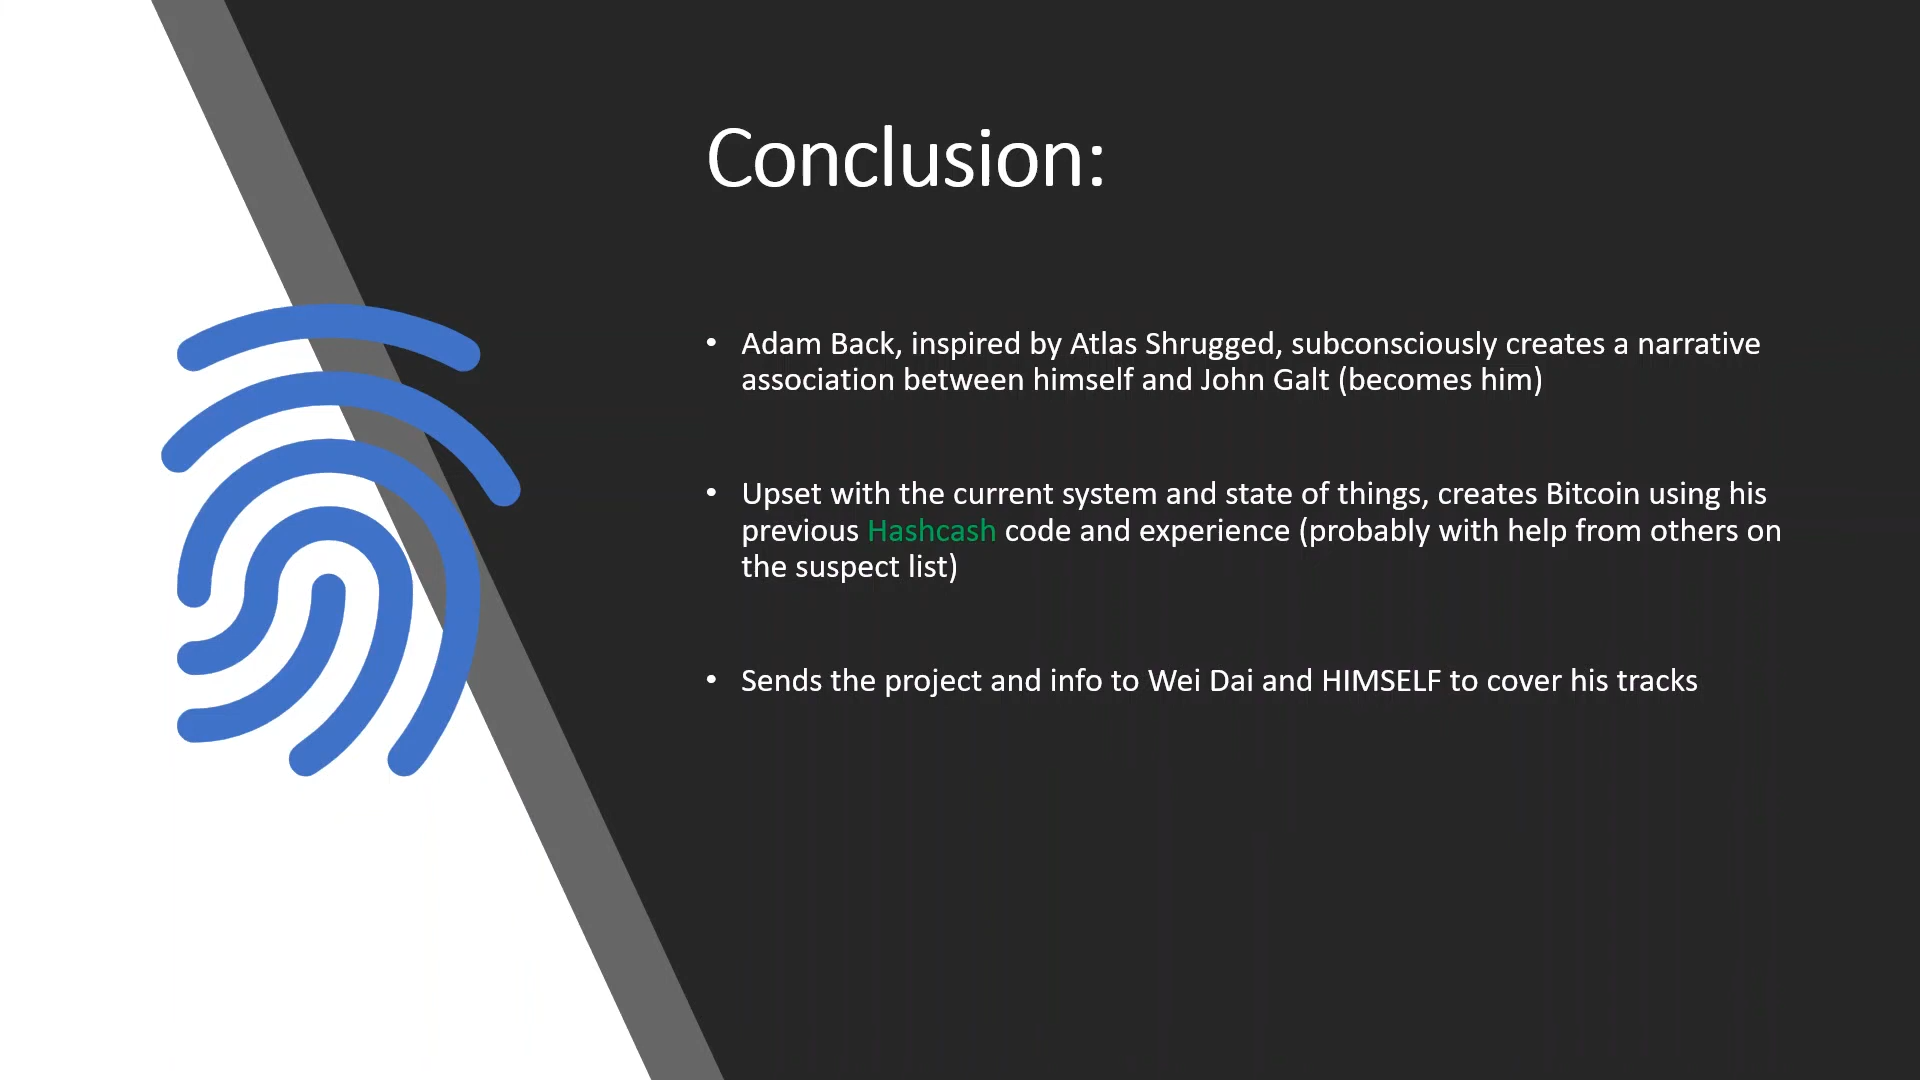 Conclusion:
• Adam Back, inspired by Atlas Shrugged, subconsciously creates a narrative
association between himself and John Galt (becomes him)
• Upset with the current system and state of things, creates Bitcoin using his
previous Hashcash code and experience (probably with help from others on
the suspect list)
• Sends the project and info to Wei Dai and HIMSELF to cover his tracks